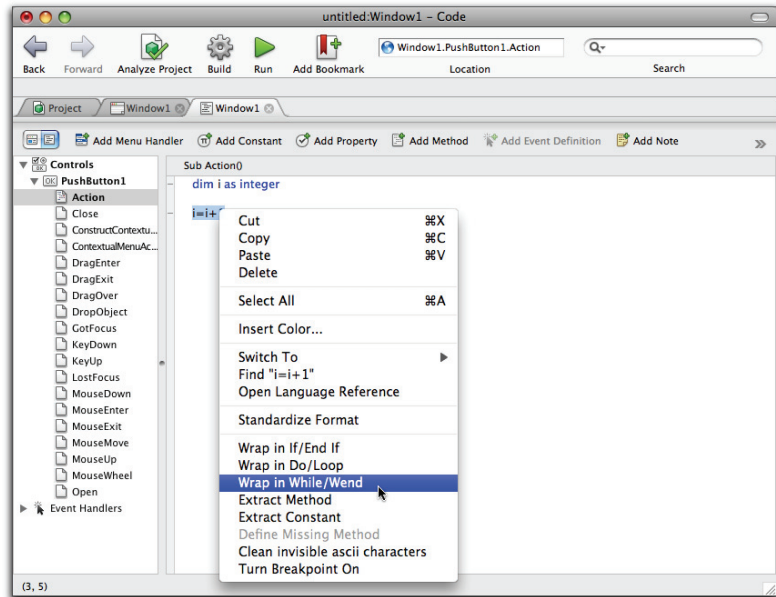 untitled:Window1 – Code
Back Forward Analyze Project Build Run Add Bookmark Window1.PushButton1.Action Location Search
Project Window1 Window1
Add Menu Handler Add Constant Add Property Add Method Add Event Definition Add Note
Controls
PushButton1
Action
Close
ConstructContextu...
ContextualMenuAc...
DragEnter
DragExit
DragOver
DropObject
GotFocus
KeyDown
KeyUp
LostFocus
MouseDown
MouseEnter
MouseExit
MouseMove
MouseUp
MouseWheel
Open
Event Handlers
Sub Action()
dim i as integer
i=i+1
Cut ⌘X
Copy ⌘C
Paste ⌘V
Delete
Select All ⌘A
Insert Color...
Switch To
Find "i=i+1"
Open Language Reference
Standardize Format
Wrap in If/End If
Wrap in Do/Loop
Wrap in While/Wend
Extract Method
Extract Constant
Define Missing Method
Clean invisible ascii characters
Turn Breakpoint On
(3, 5)